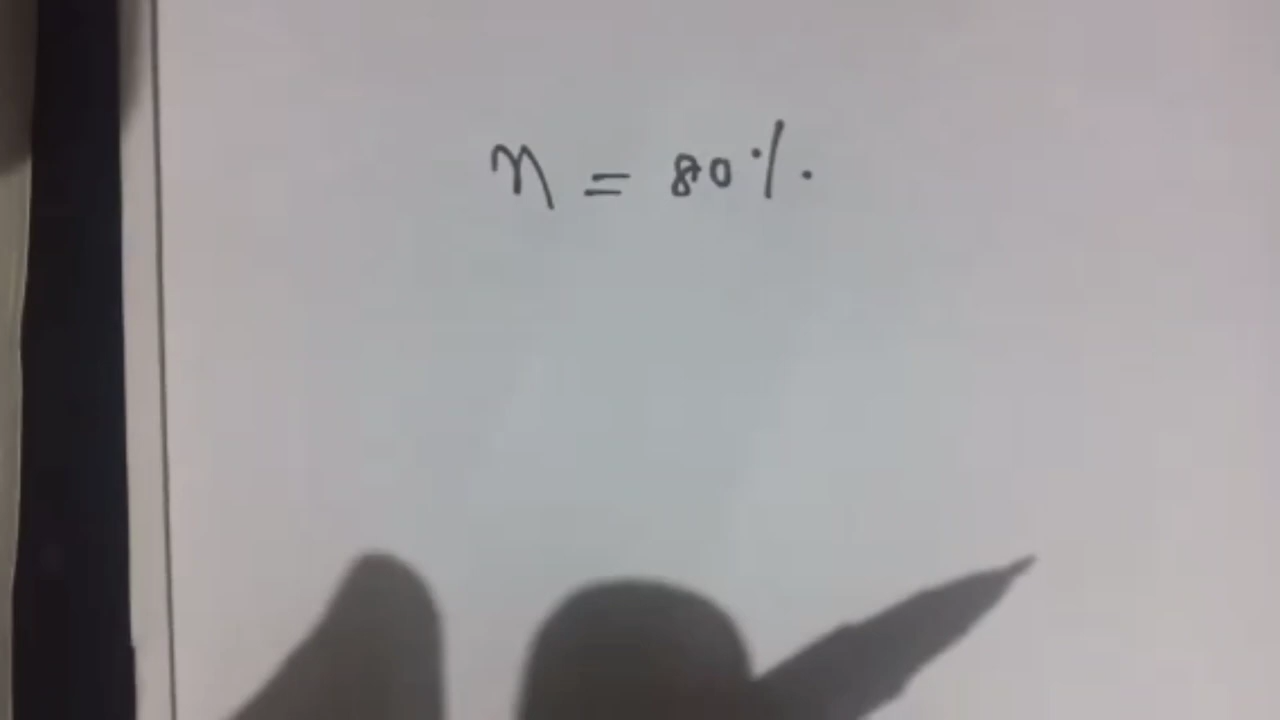 η = 80%